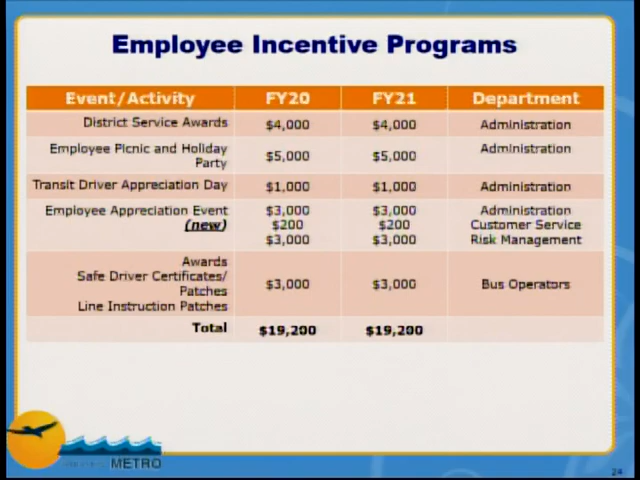 Employee Incentive Programs
Event/Activity FY20 FY21 Department
District Service Awards $4,000 $4,000 Administration
Employee Picnic and Holiday Party $5,000 $5,000 Administration
Transit Driver Appreciation Day $1,000 $1,000 Administration
Employee Appreciation Event $3,000 $3,000 Administration
(new) $200 $200 Customer Service
$3,000 $3,000 Risk Management
Awards
Safe Driver Certificates/
Patches $3,000 $3,000 Bus Operators
Line Instruction Patches
Total $19,200 $19,200
METRO
24